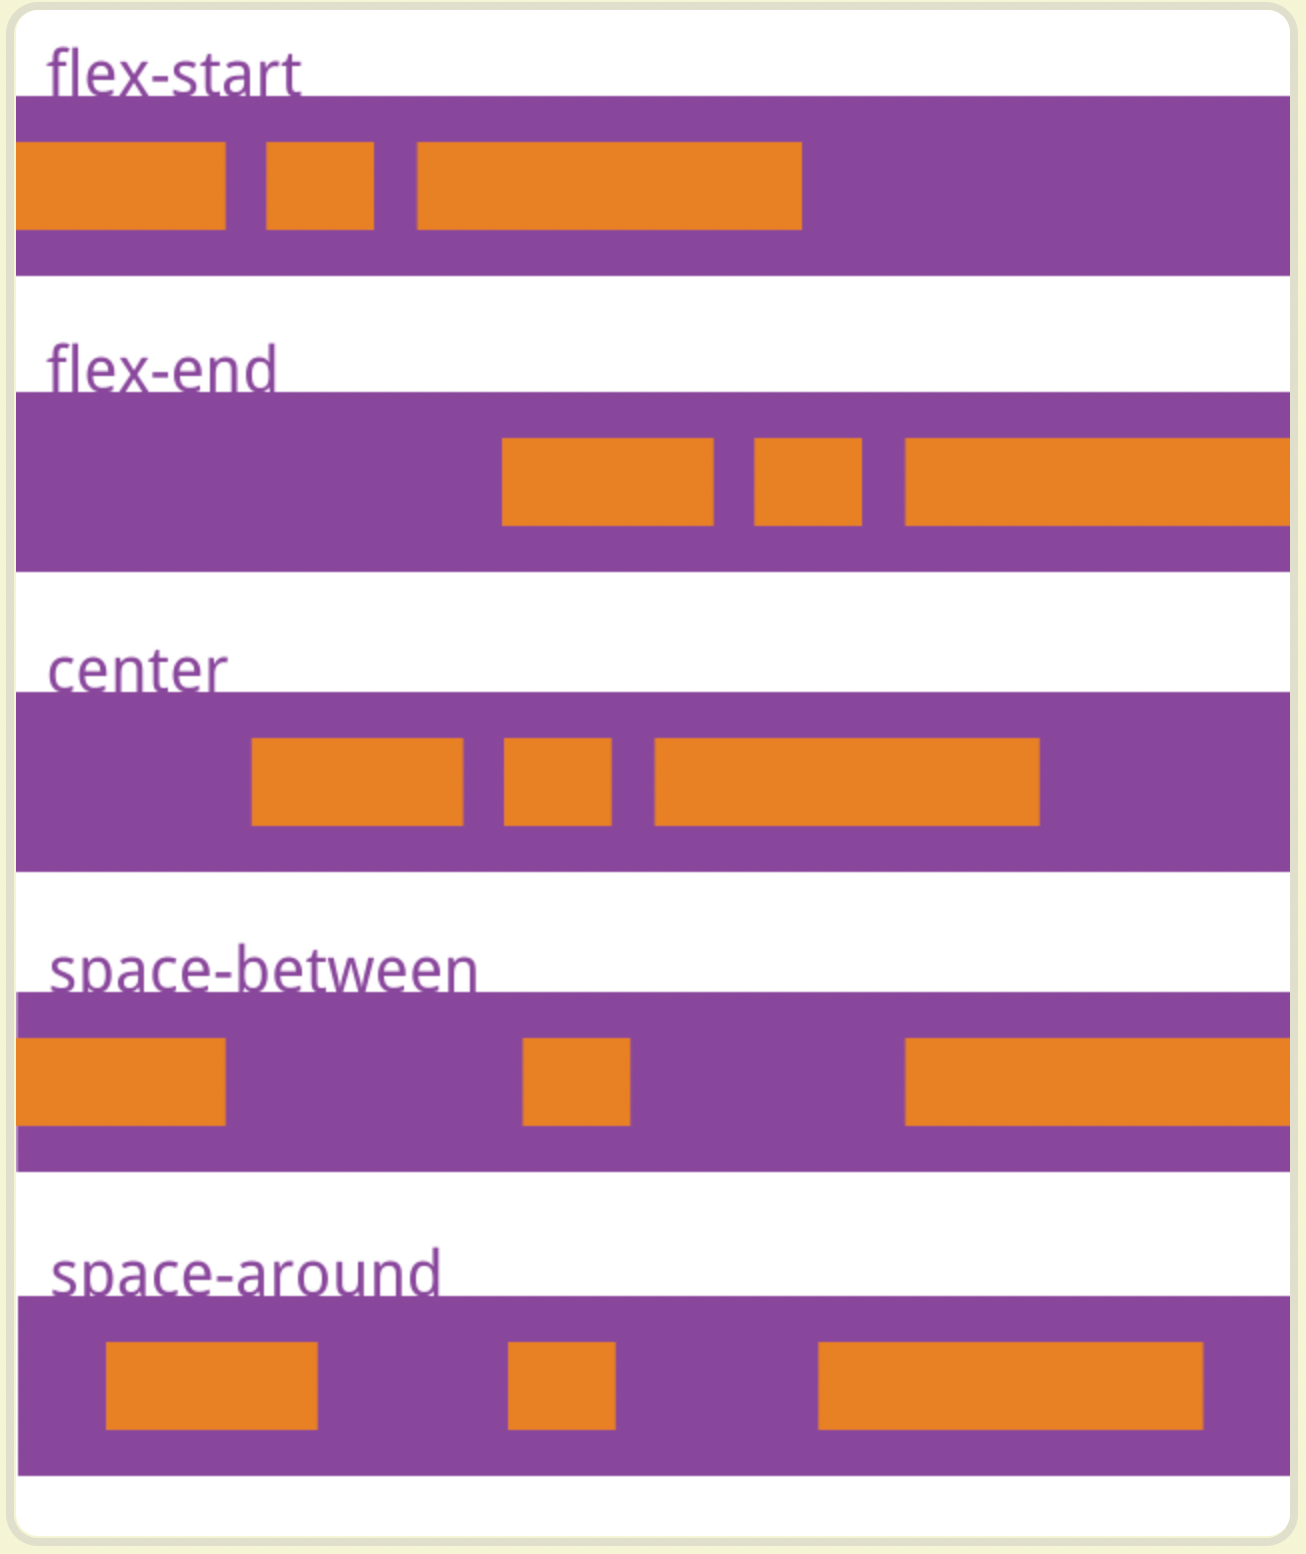 flex-start
flex-end
center
space-between
space-around